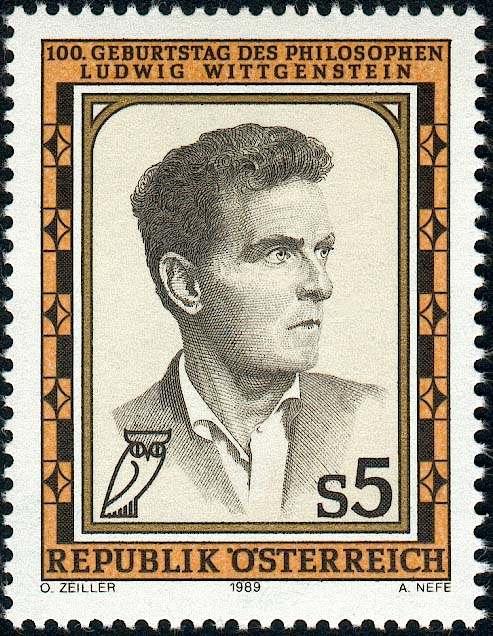 100. GEBURTSTAG DES PHILOSOPHEN
LUDWIG WITTGENSTEIN
S5
REPUBLIK ÖSTERREICH
O. ZEILLER 1989 A. NEFE